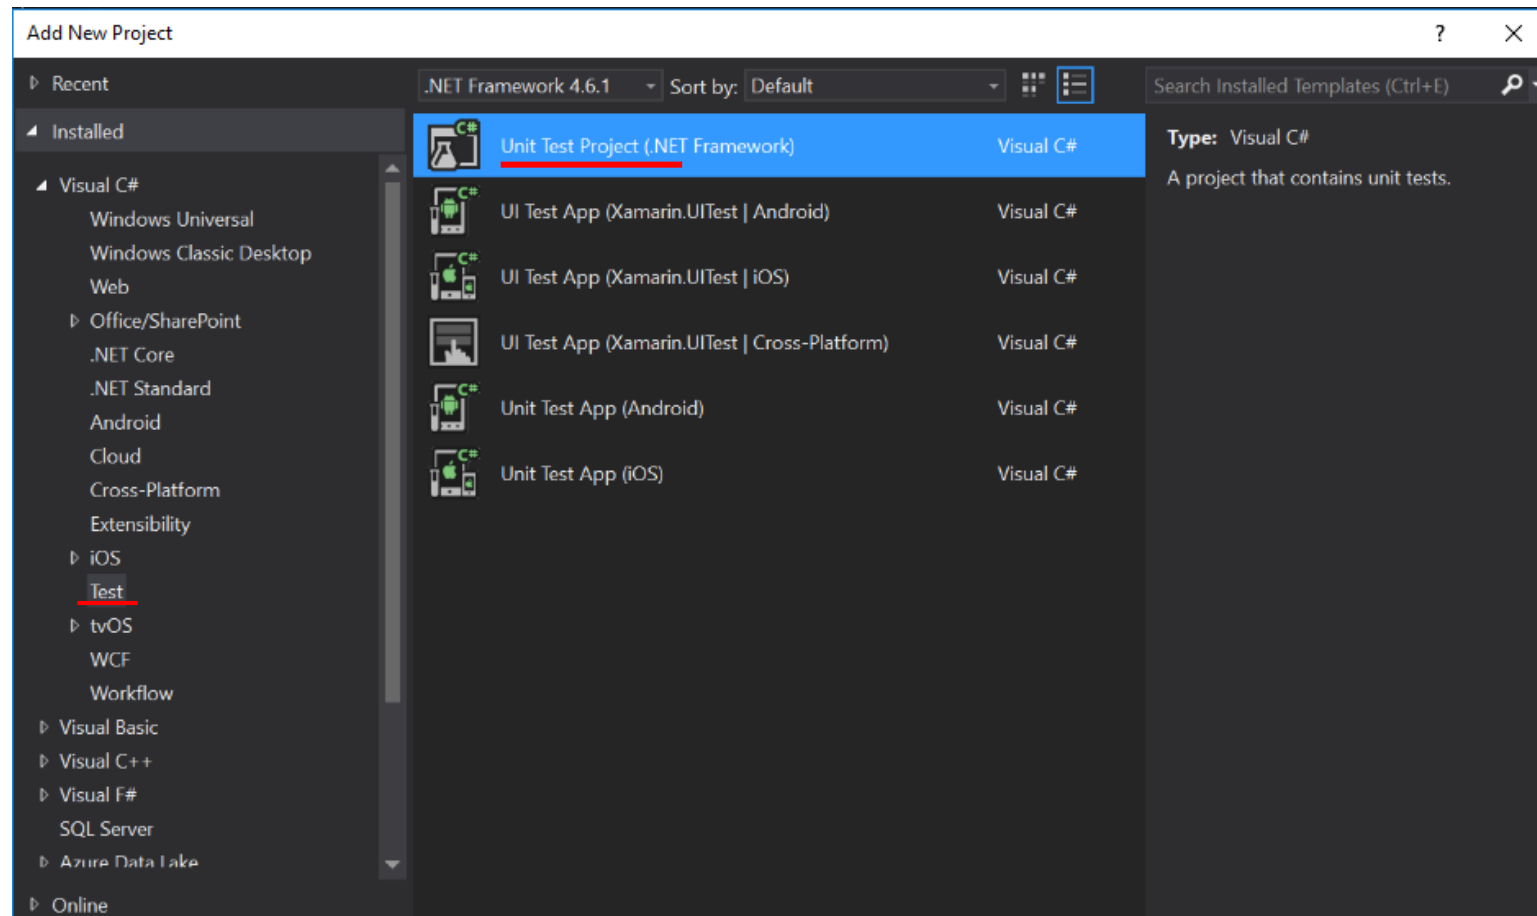 Add New Project
?
Recent
.NET Framework 4.6.1
Sort by:
Default
Search Installed Templates (Ctrl+E)
Installed
Visual C#
Windows Universal
Windows Classic Desktop
Web
Office/SharePoint
.NET Core
.NET Standard
Android
Cloud
Cross-Platform
Extensibility
iOS
Test
tvOS
WCF
Workflow
Visual Basic
Visual C++
Visual F#
SQL Server
Azure Data Lake
Online
C#
Unit Test Project (.NET Framework) Visual C#
C#
UI Test App (Xamarin.UITest | Android) Visual C#
C#
UI Test App (Xamarin.UITest | iOS) Visual C#
UI Test App (Xamarin.UITest | Cross-Platform) Visual C#
C#
Unit Test App (Android) Visual C#
C#
Unit Test App (iOS) Visual C#
Type: Visual C#
A project that contains unit tests.